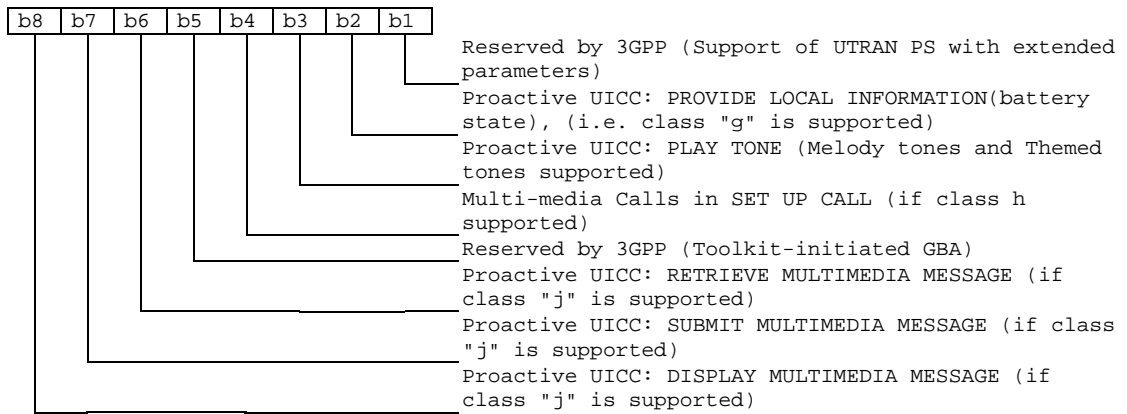 b8 b7 b6 b5 b4 b3 b2 b1
Reserved by 3GPP (Support of UTRAN PS with extended
parameters)
Proactive UICC: PROVIDE LOCAL INFORMATION(battery
state), (i.e. class "g" is supported)
Proactive UICC: PLAY TONE (Melody tones and Themed
tones supported)
Multi-media Calls in SET UP CALL (if class h
supported)
Reserved by 3GPP (Toolkit-initiated GBA)
Proactive UICC: RETRIEVE MULTIMEDIA MESSAGE (if
class "j" is supported)
Proactive UICC: SUBMIT MULTIMEDIA MESSAGE (if class
"j" is supported)
Proactive UICC: DISPLAY MULTIMEDIA MESSAGE (if
class "j" is supported)